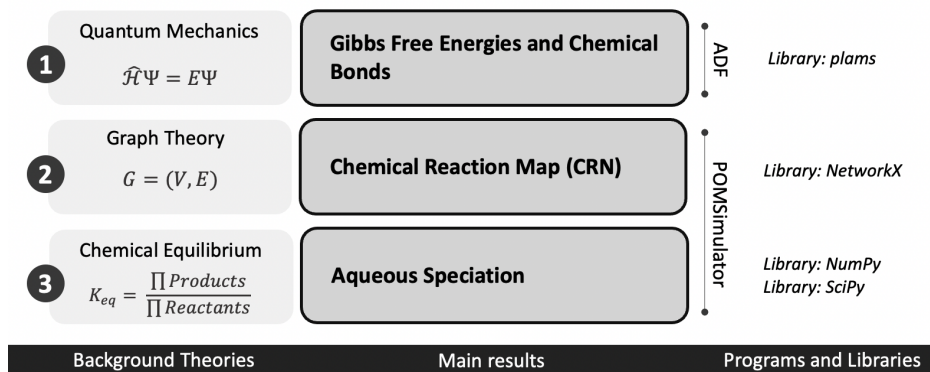 1
Quantum Mechanics
ĤΨ = EΨ
Gibbs Free Energies and Chemical
Bonds
ADF
Library: plams
2
Graph Theory
G = (V, E)
Chemical Reaction Map (CRN)
POMSimulator
Library: NetworkX
3
Chemical Equilibrium
K_eq = ∏ Products / ∏ Reactants
Aqueous Speciation
Library: NumPy
Library: SciPy
Background Theories
Main results
Programs and Libraries